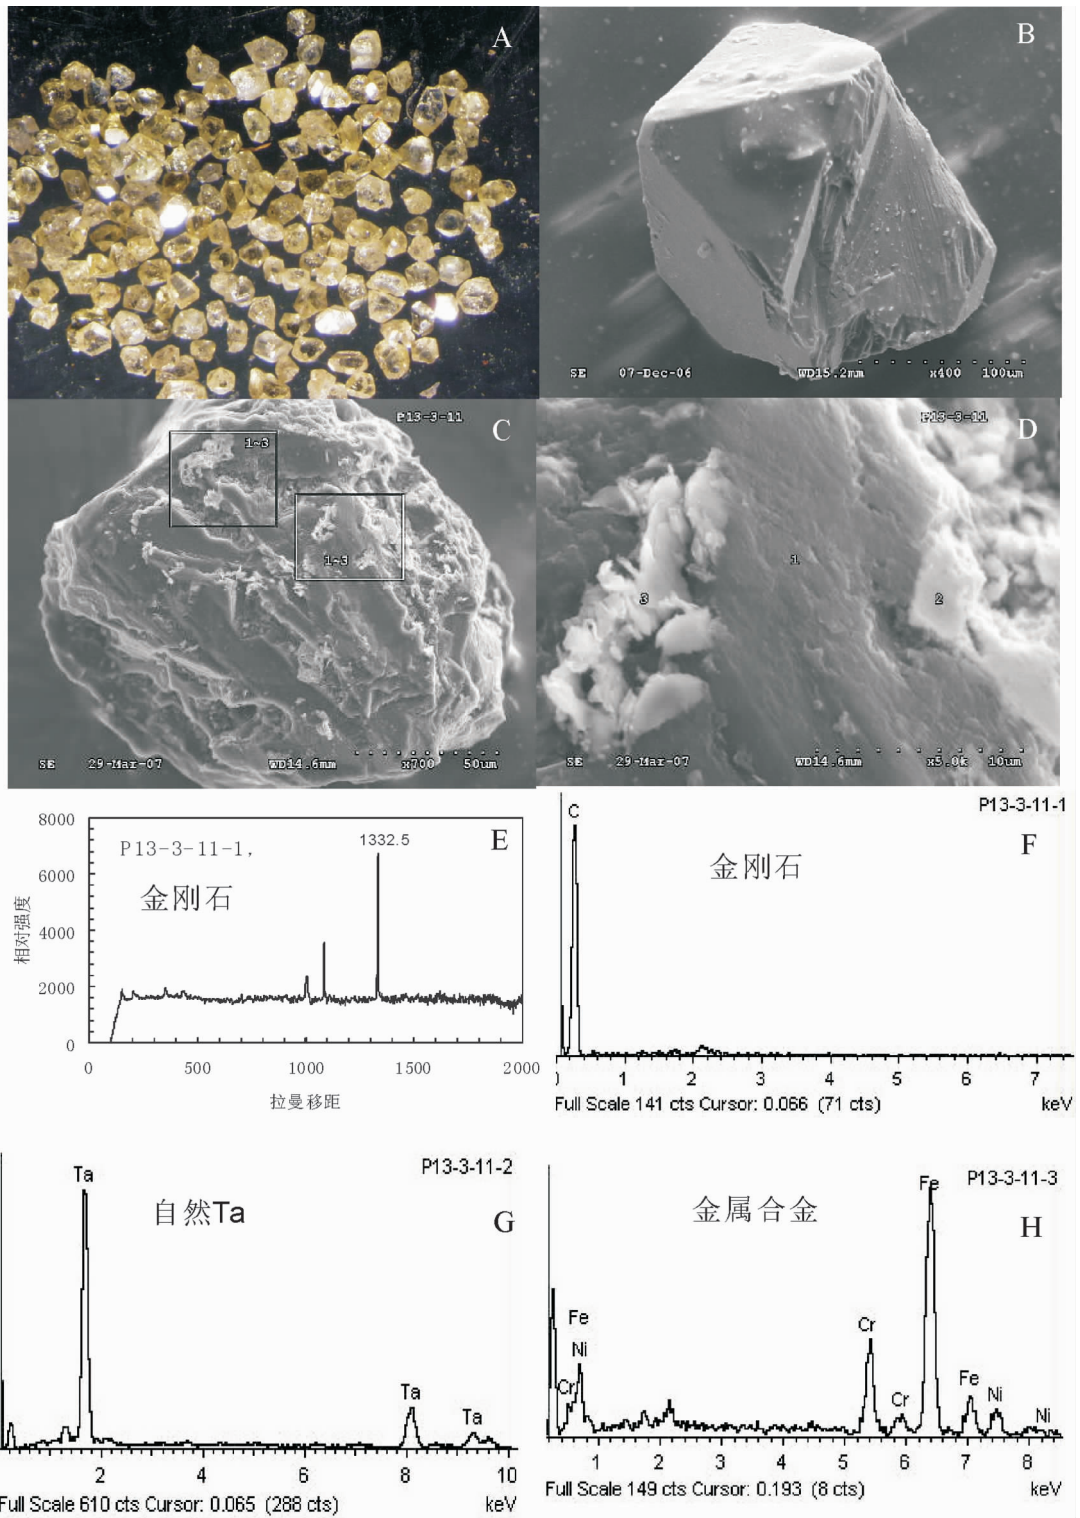 A
B
SE 07-Dec-06 WD15.2mm x400 100um
P13-3-11
C
1~3
1~3
SE 29-Mar-07 WD14.6mm x700 50um
P13-3-11
D
1
2
3
SE 29-Mar-07 WD14.6mm x5.0k 10um
8000
6000
4000
2000
0
相对强度
P13-3-11-1,
金刚石
1332.5
E
0 500 1000 1500 2000
拉曼移距
P13-3-11-1
C
金刚石
F
1 2 3 4 5 6 7
Full Scale 141 cts Cursor: 0.066 (71 cts) keV
P13-3-11-2
Ta
自然Ta
G
Ta
Ta
2 4 6 8 10
Full Scale 610 cts Cursor: 0.065 (288 cts) keV
P13-3-11-3
Fe
金属合金
H
Fe
Ni
Cr
Cr
Cr
Fe
Ni
Ni
1 2 3 4 5 6 7 8
Full Scale 149 cts Cursor: 0.193 (8 cts) keV